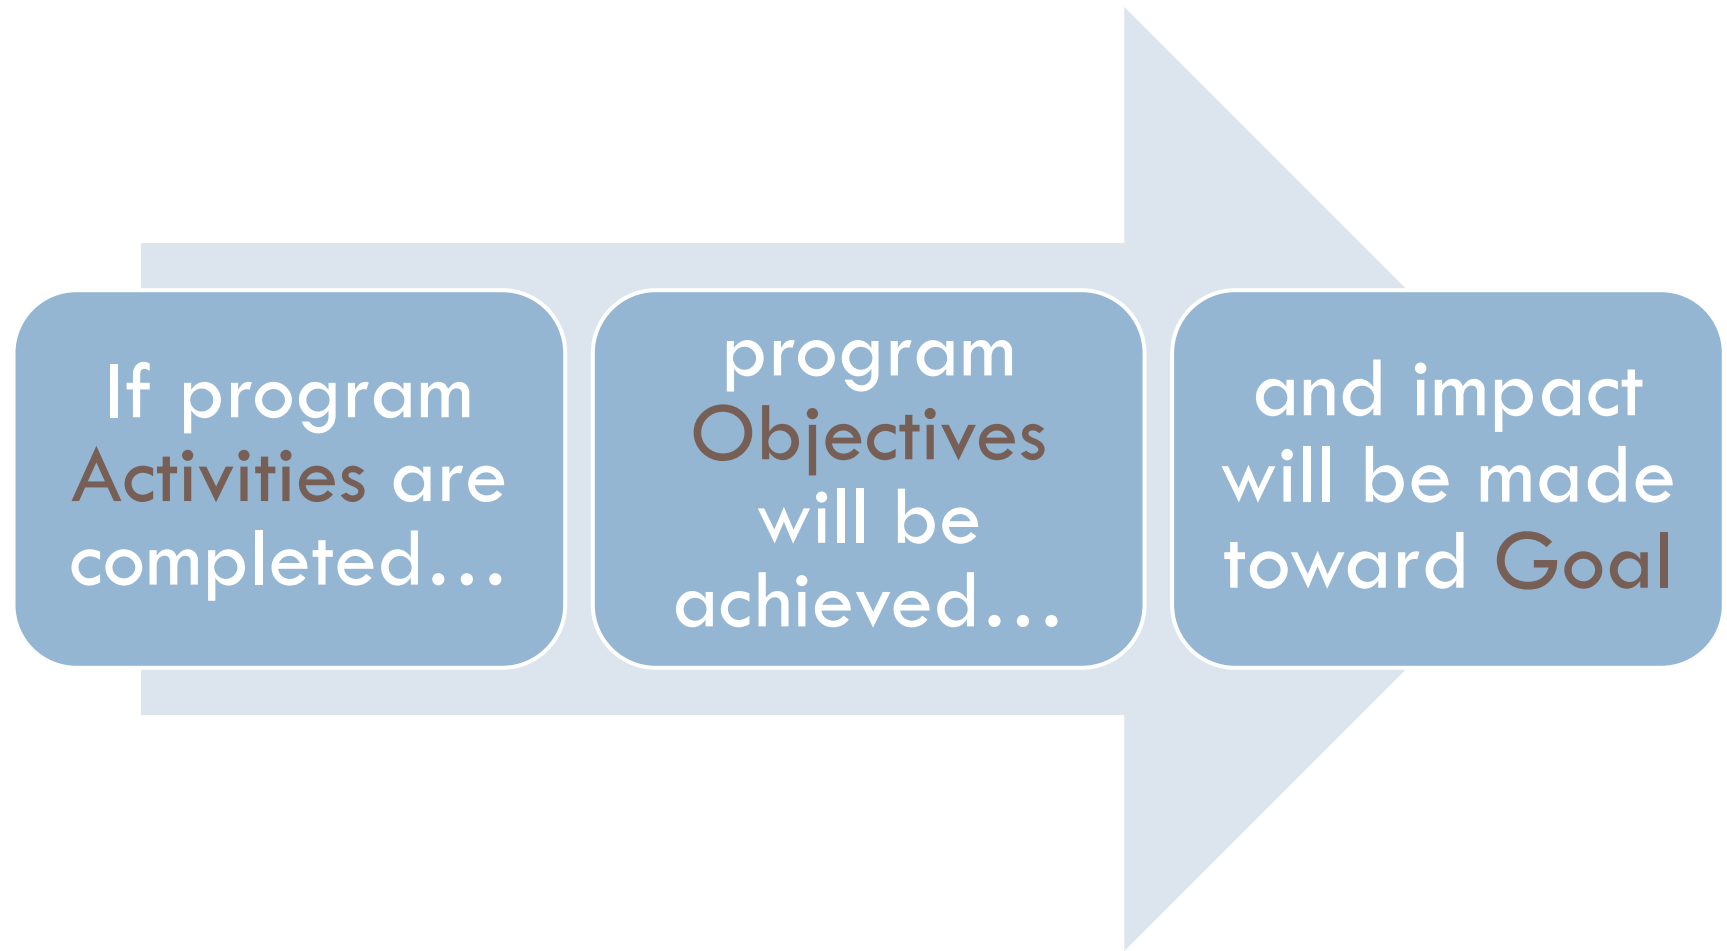 If program
Activities are
completed…
program
Objectives
will be
achieved…
and impact
will be made
toward Goal